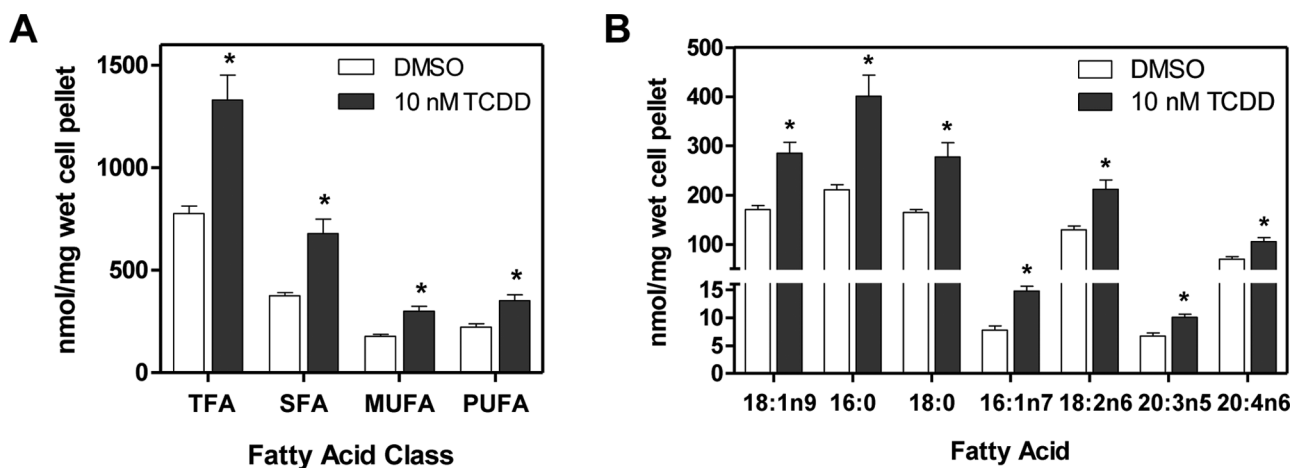 A
nmol/mg wet cell pellet
1500
1000
500
0
DMSO
10 nM TCDD
*
*
*
*
TFA SFA MUFA PUFA
Fatty Acid Class
B
nmol/mg wet cell pellet
500
400
300
200
100
15
10
5
0
DMSO
10 nM TCDD
*
*
*
*
*
*
*
18:1n9 16:0 18:0 16:1n7 18:2n6 20:3n5 20:4n6
Fatty Acid